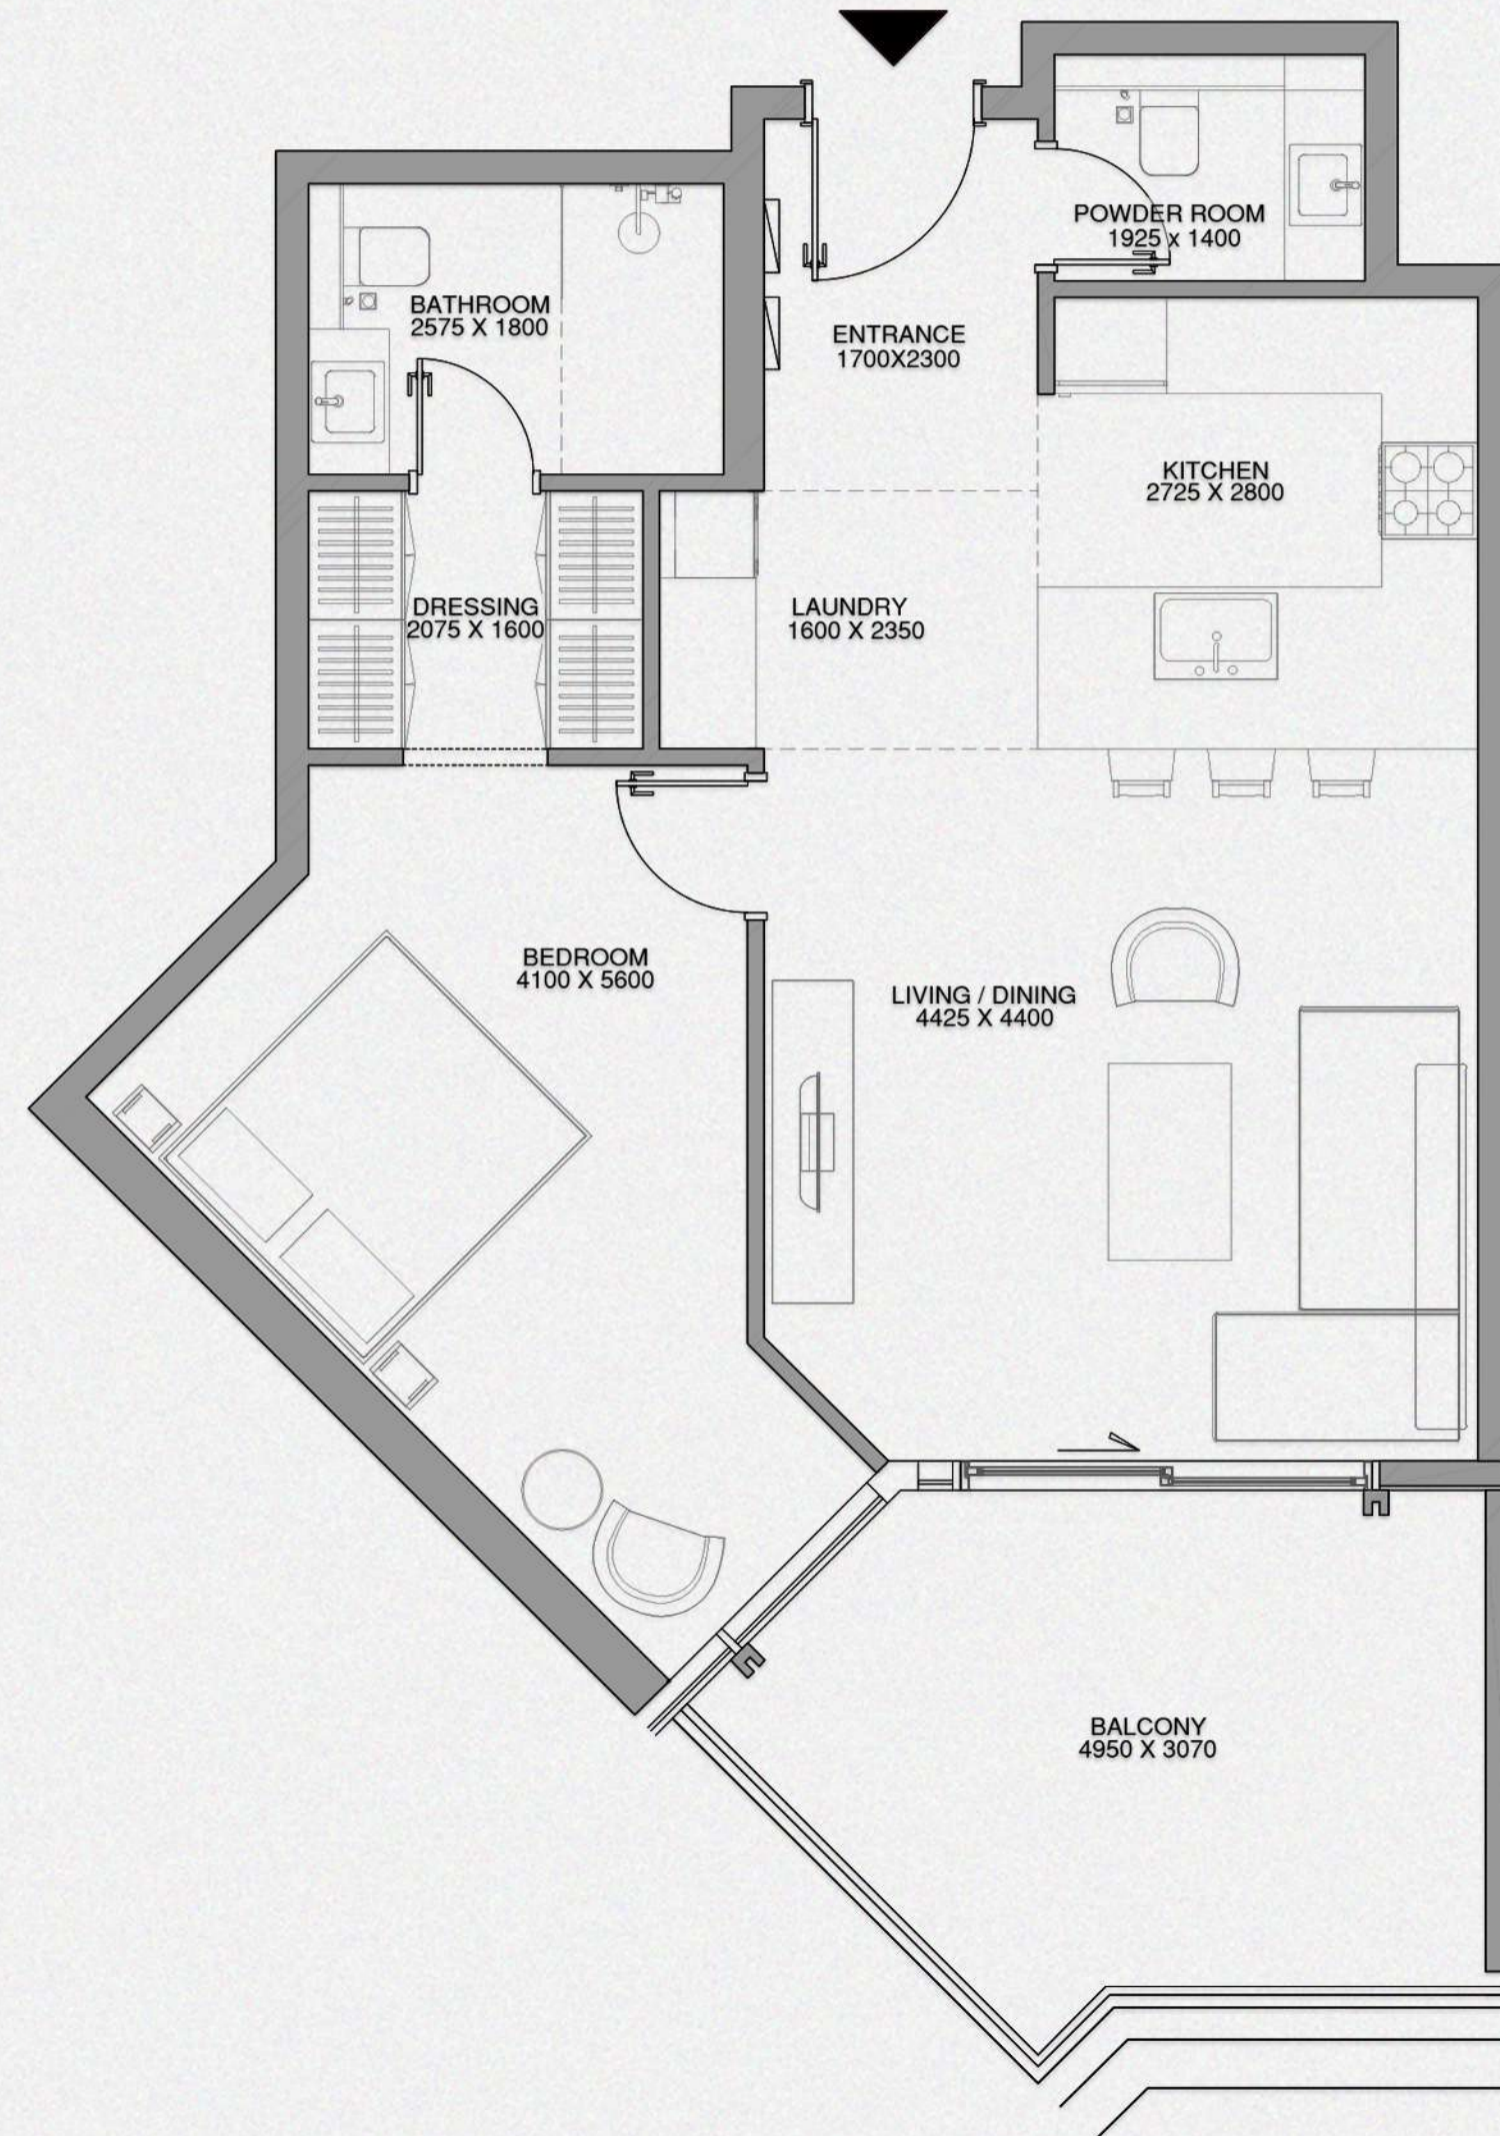 POWDER ROOM
1925 x 1400
BATHROOM
2575 X 1800
ENTRANCE
1700X2300
KITCHEN
2725 X 2800
DRESSING
2075 X 1600
LAUNDRY
1600 X 2350
BEDROOM
4100 X 5600
LIVING / DINING
4425 X 4400
BALCONY
4950 X 3070